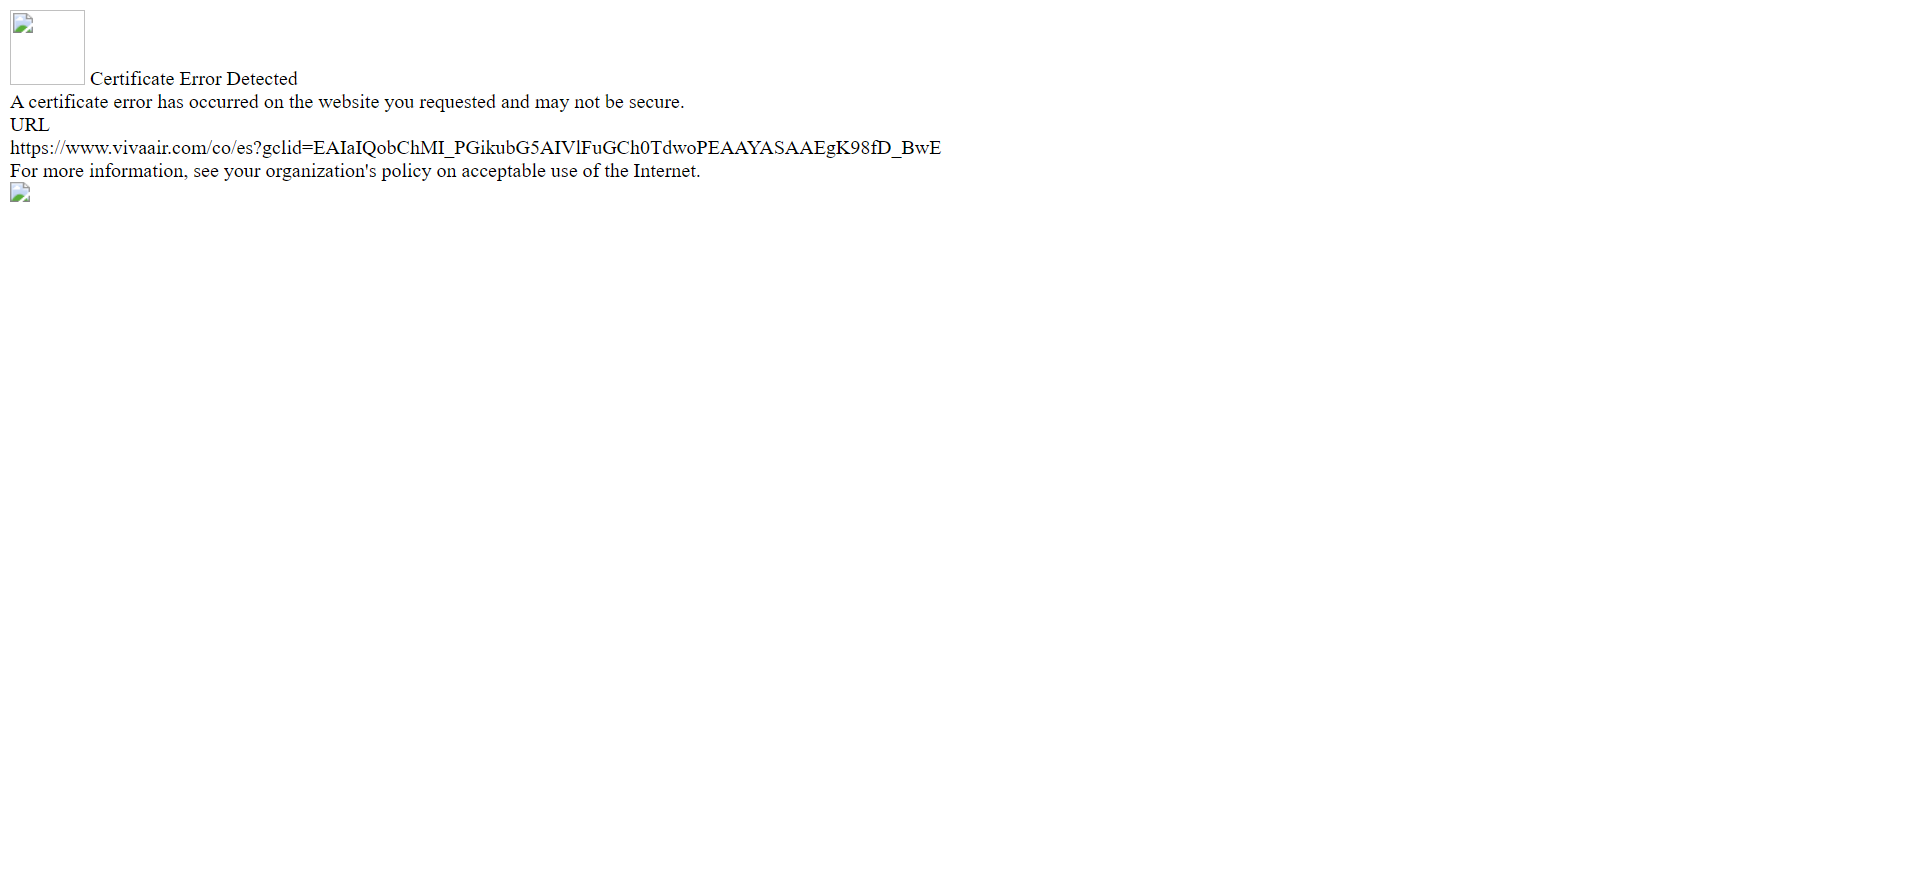 Certificate Error Detected
A certificate error has occurred on the website you requested and may not be secure.
URL
https://www.vivaair.com/co/es?gclid=EAIaIQobChMI_PGikubG5AIVlFuGCh0TdwoPEAAYASAAEgK98fD_BwE
For more information, see your organization's policy on acceptable use of the Internet.